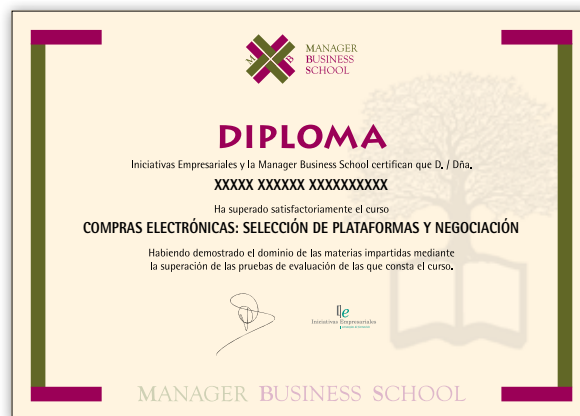 M B
MANAGER
BUSINESS
SCHOOL
DIPLOMA
Iniciativas Empresariales y la Manager Business School certifican que D. / Dña.
XXXXX XXXXXX XXXXXXXXXX
Ha superado satisfactoriamente el curso
COMPRAS ELECTRÓNICAS: SELECCIÓN DE PLATAFORMAS Y NEGOCIACIÓN
Habiendo demostrado el dominio de las materias impartidas mediante
la superación de las pruebas de evaluación de las que consta el curso.
Iniciativas Empresariales
MANAGER BUSINESS SCHOOL